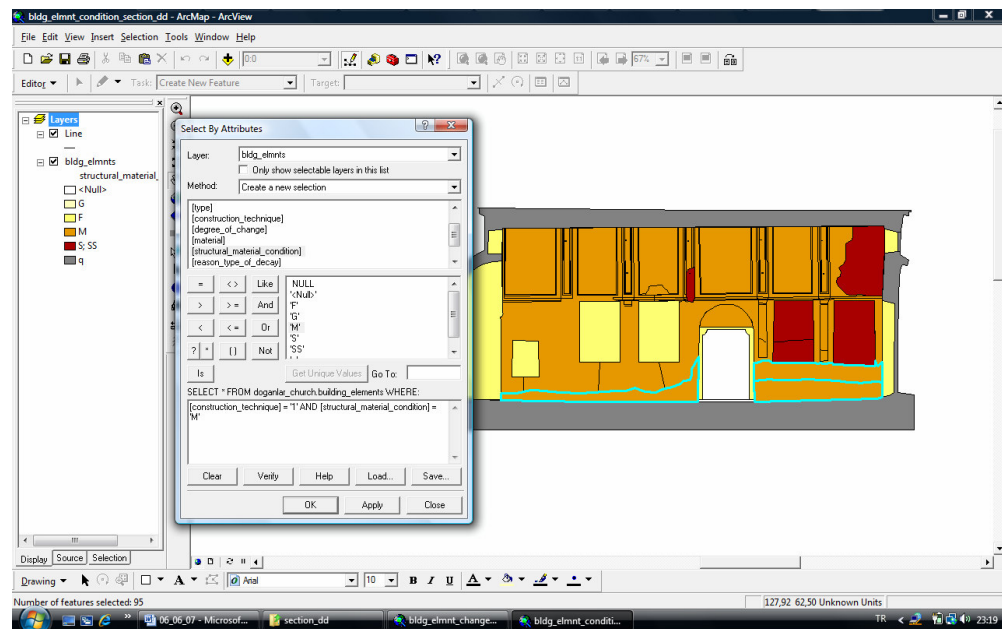 bldg_elmnt_condition_section_dd - ArcMap - ArcView
File Edit View Insert Selection Tools Window Help
0:0
67%
Editor Task: Create New Feature Target:
Layers
Line
bldg_elmnts
structural_material_
<Null>
G
F
M
S; SS
q
Display Source Selection
Select By Attributes
Layer: bldg_elmnts
Only show selectable layers in this list
Method: Create a new selection
[type]
[construction_technique]
[degree_of_change]
[material]
[structural_material_condition]
[reason_type_of_decay]
= <> Like
> >= And
< <= Or
? * () Not
Is
NULL
'<Null>'
'F'
'G'
'M'
'S'
'SS'
Get Unique Values Go To:
SELECT * FROM doganlar_church.building_elements WHERE:
[construction_technique] = '1' AND [structural_material_condition] =
'M'
Clear Verify Help Load... Save...
OK Apply Close
Drawing A Arial 10 B I U A
Number of features selected: 95
127,92 62,50 Unknown Units
06_06_07 - Microsof... section_dd bldg_elmnt_change... bldg_elmnt_conditi... TR 23:19